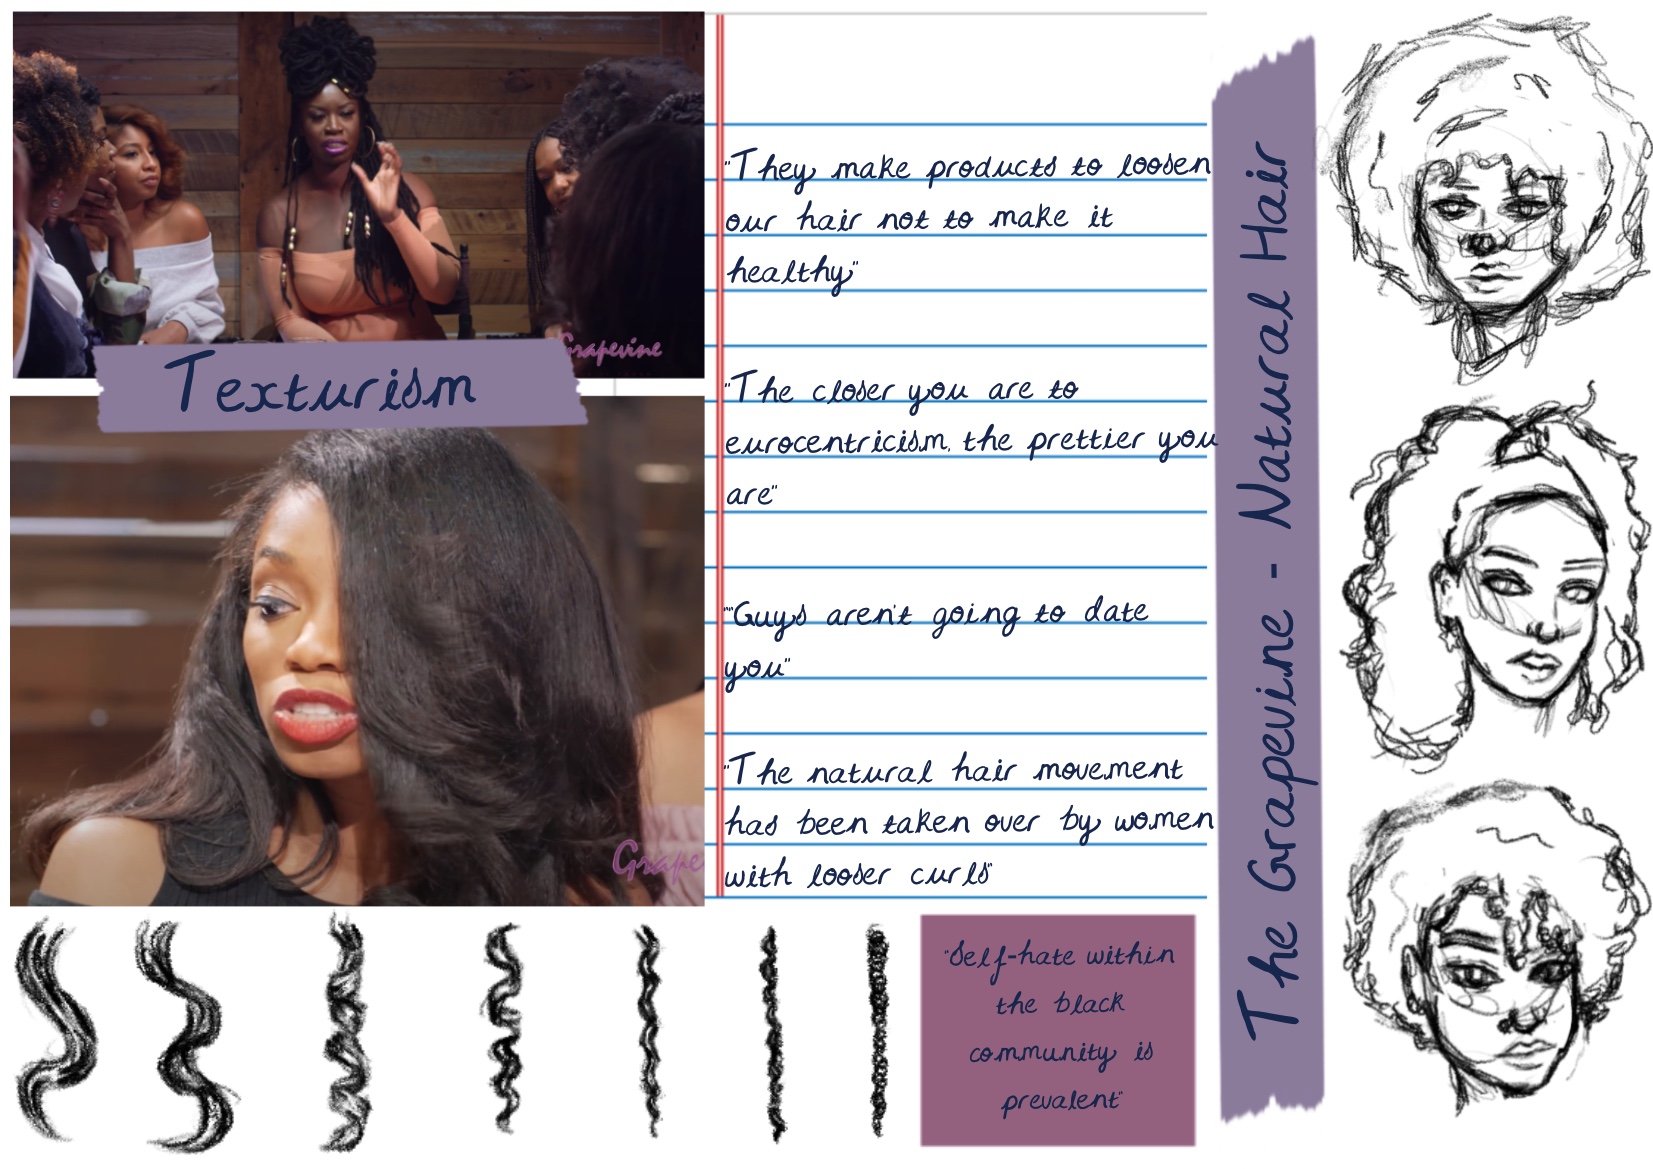 Grapevine
Texturism
Grape
"They make products to loosen
our hair not to make it
healthy"
"The closer you are to
eurocentricism, the prettier you
are"
""Guys aren't going to date
you"
"The natural hair movement
has been taken over by women
with looser curls"
"Self-hate within
the black
community is
prevalent"
The Grapevine - Natural Hair